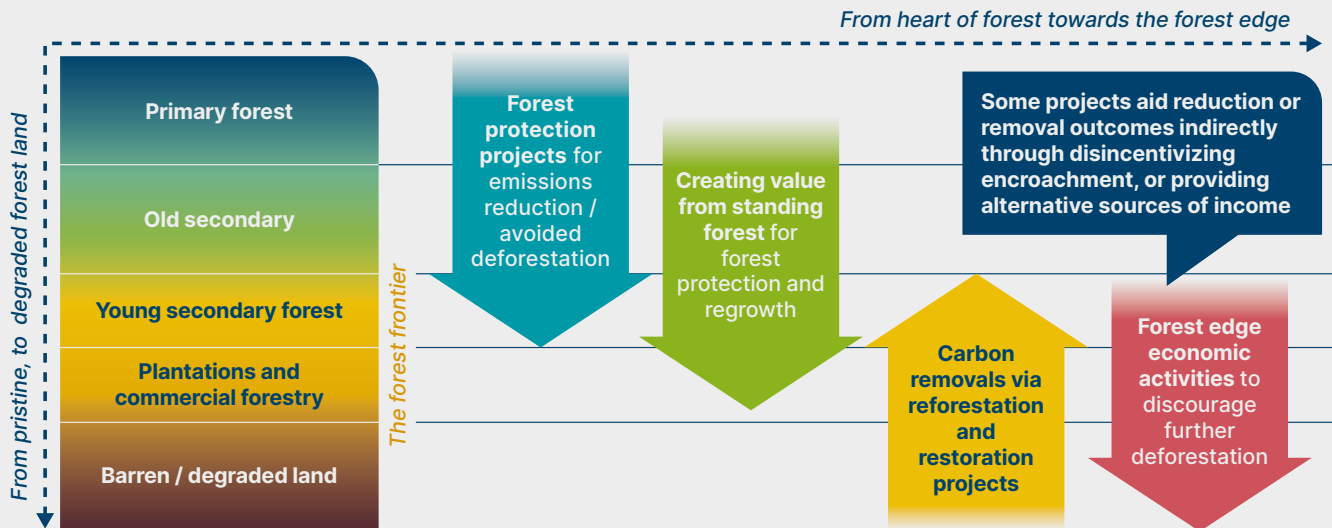 From heart of forest towards the forest edge
From pristine, to degraded forest land
Primary forest
Old secondary
Young secondary forest
Plantations and
commercial forestry
Barren / degraded land
The forest frontier
Forest
protection
projects for
emissions
reduction /
avoided
deforestation
Creating value
from standing
forest for
forest
protection and
regrowth
Carbon
removals via
reforestation
and
restoration
projects
Some projects aid reduction or
removal outcomes indirectly
through disincentivizing
encroachment, or providing
alternative sources of income
Forest edge
economic
activities to
discourage
further
deforestation